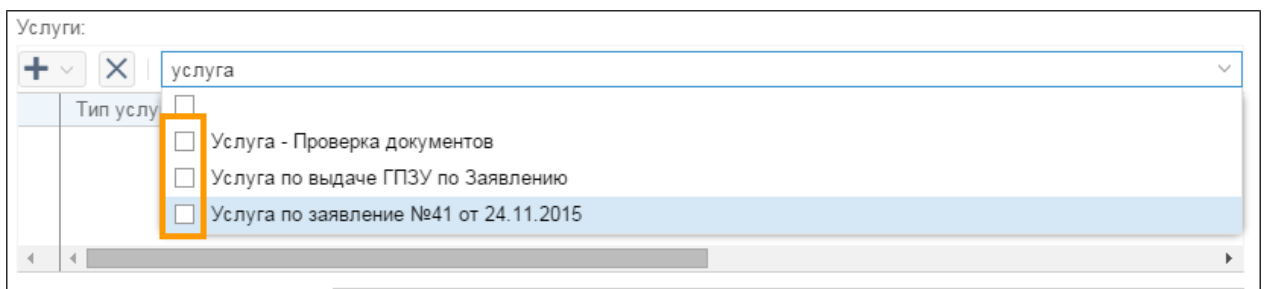 Услуги:
услуга
Тип услу
Услуга - Проверка документов
Услуга по выдаче ГПЗУ по Заявлению
Услуга по заявление №41 от 24.11.2015